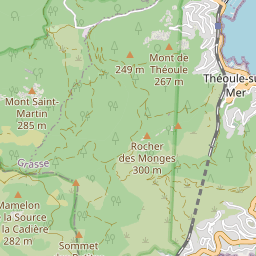 249 m
Mont de
Théoule
267 m
Théoule-su
Mer
Mont Saint-
Martin
285 m
Rocher
des Monges
300 m
Grasse
Mamelon
la Source
la Cadière
282 m
Sommet